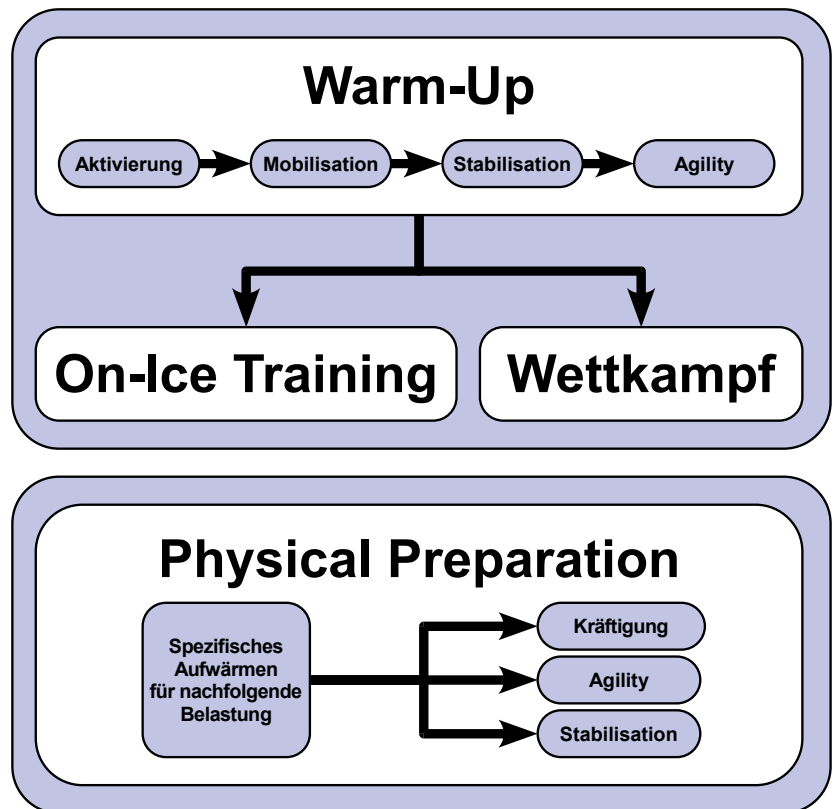 Warm-Up
Aktivierung
Mobilisation
Stabilisation
Agility
On-Ice Training
Wettkampf
Physical Preparation
Spezifisches
Aufwärmen
für nachfolgende
Belastung
Kräftigung
Agility
Stabilisation